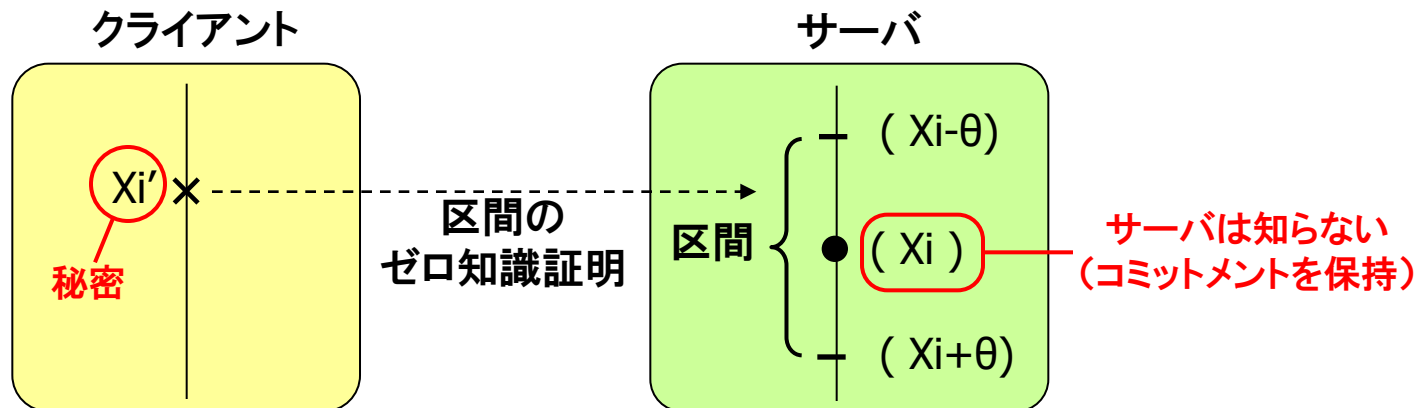 クライアント
サーバ
Xi′
秘密
区間の
ゼロ知識証明
区間
( Xi-θ)
( Xi )
( Xi+θ)
サーバは知らない
(コミットメントを保持)